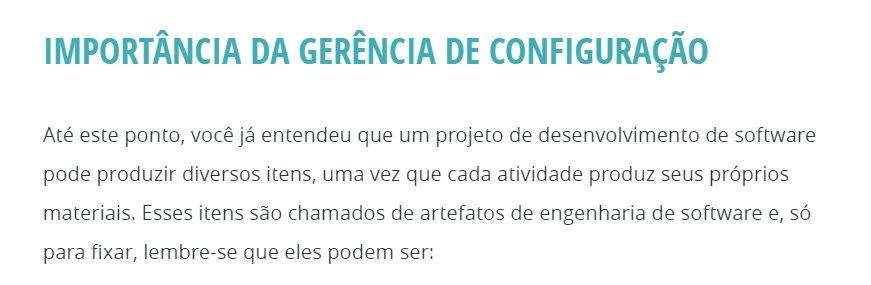 IMPORTÂNCIA DA GERÊNCIA DE CONFIGURAÇÃO
Até este ponto, você já entendeu que um projeto de desenvolvimento de software
pode produzir diversos itens, uma vez que cada atividade produz seus próprios
materiais. Esses itens são chamados de artefatos de engenharia de software e, só
para fixar, lembre-se que eles podem ser: